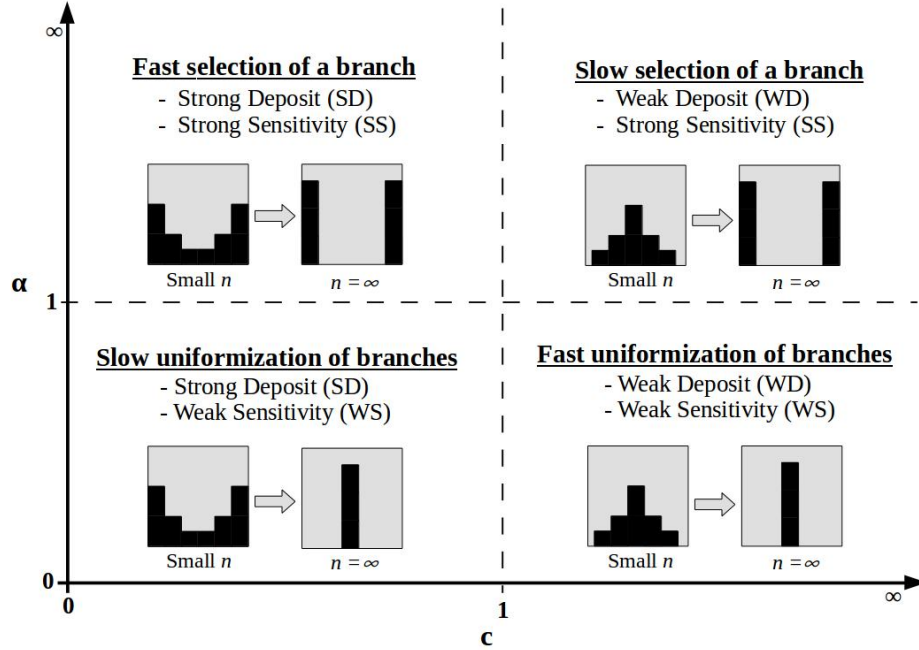 ∞
Fast selection of a branch
- Strong Deposit (SD)
- Strong Sensitivity (SS)
Small n
n = ∞
Slow selection of a branch
- Weak Deposit (WD)
- Strong Sensitivity (SS)
Small n
n = ∞
α
1
Slow uniformization of branches
- Strong Deposit (SD)
- Weak Sensitivity (WS)
Small n
n = ∞
Fast uniformization of branches
- Weak Deposit (WD)
- Weak Sensitivity (WS)
Small n
n = ∞
0
0
1
∞
c